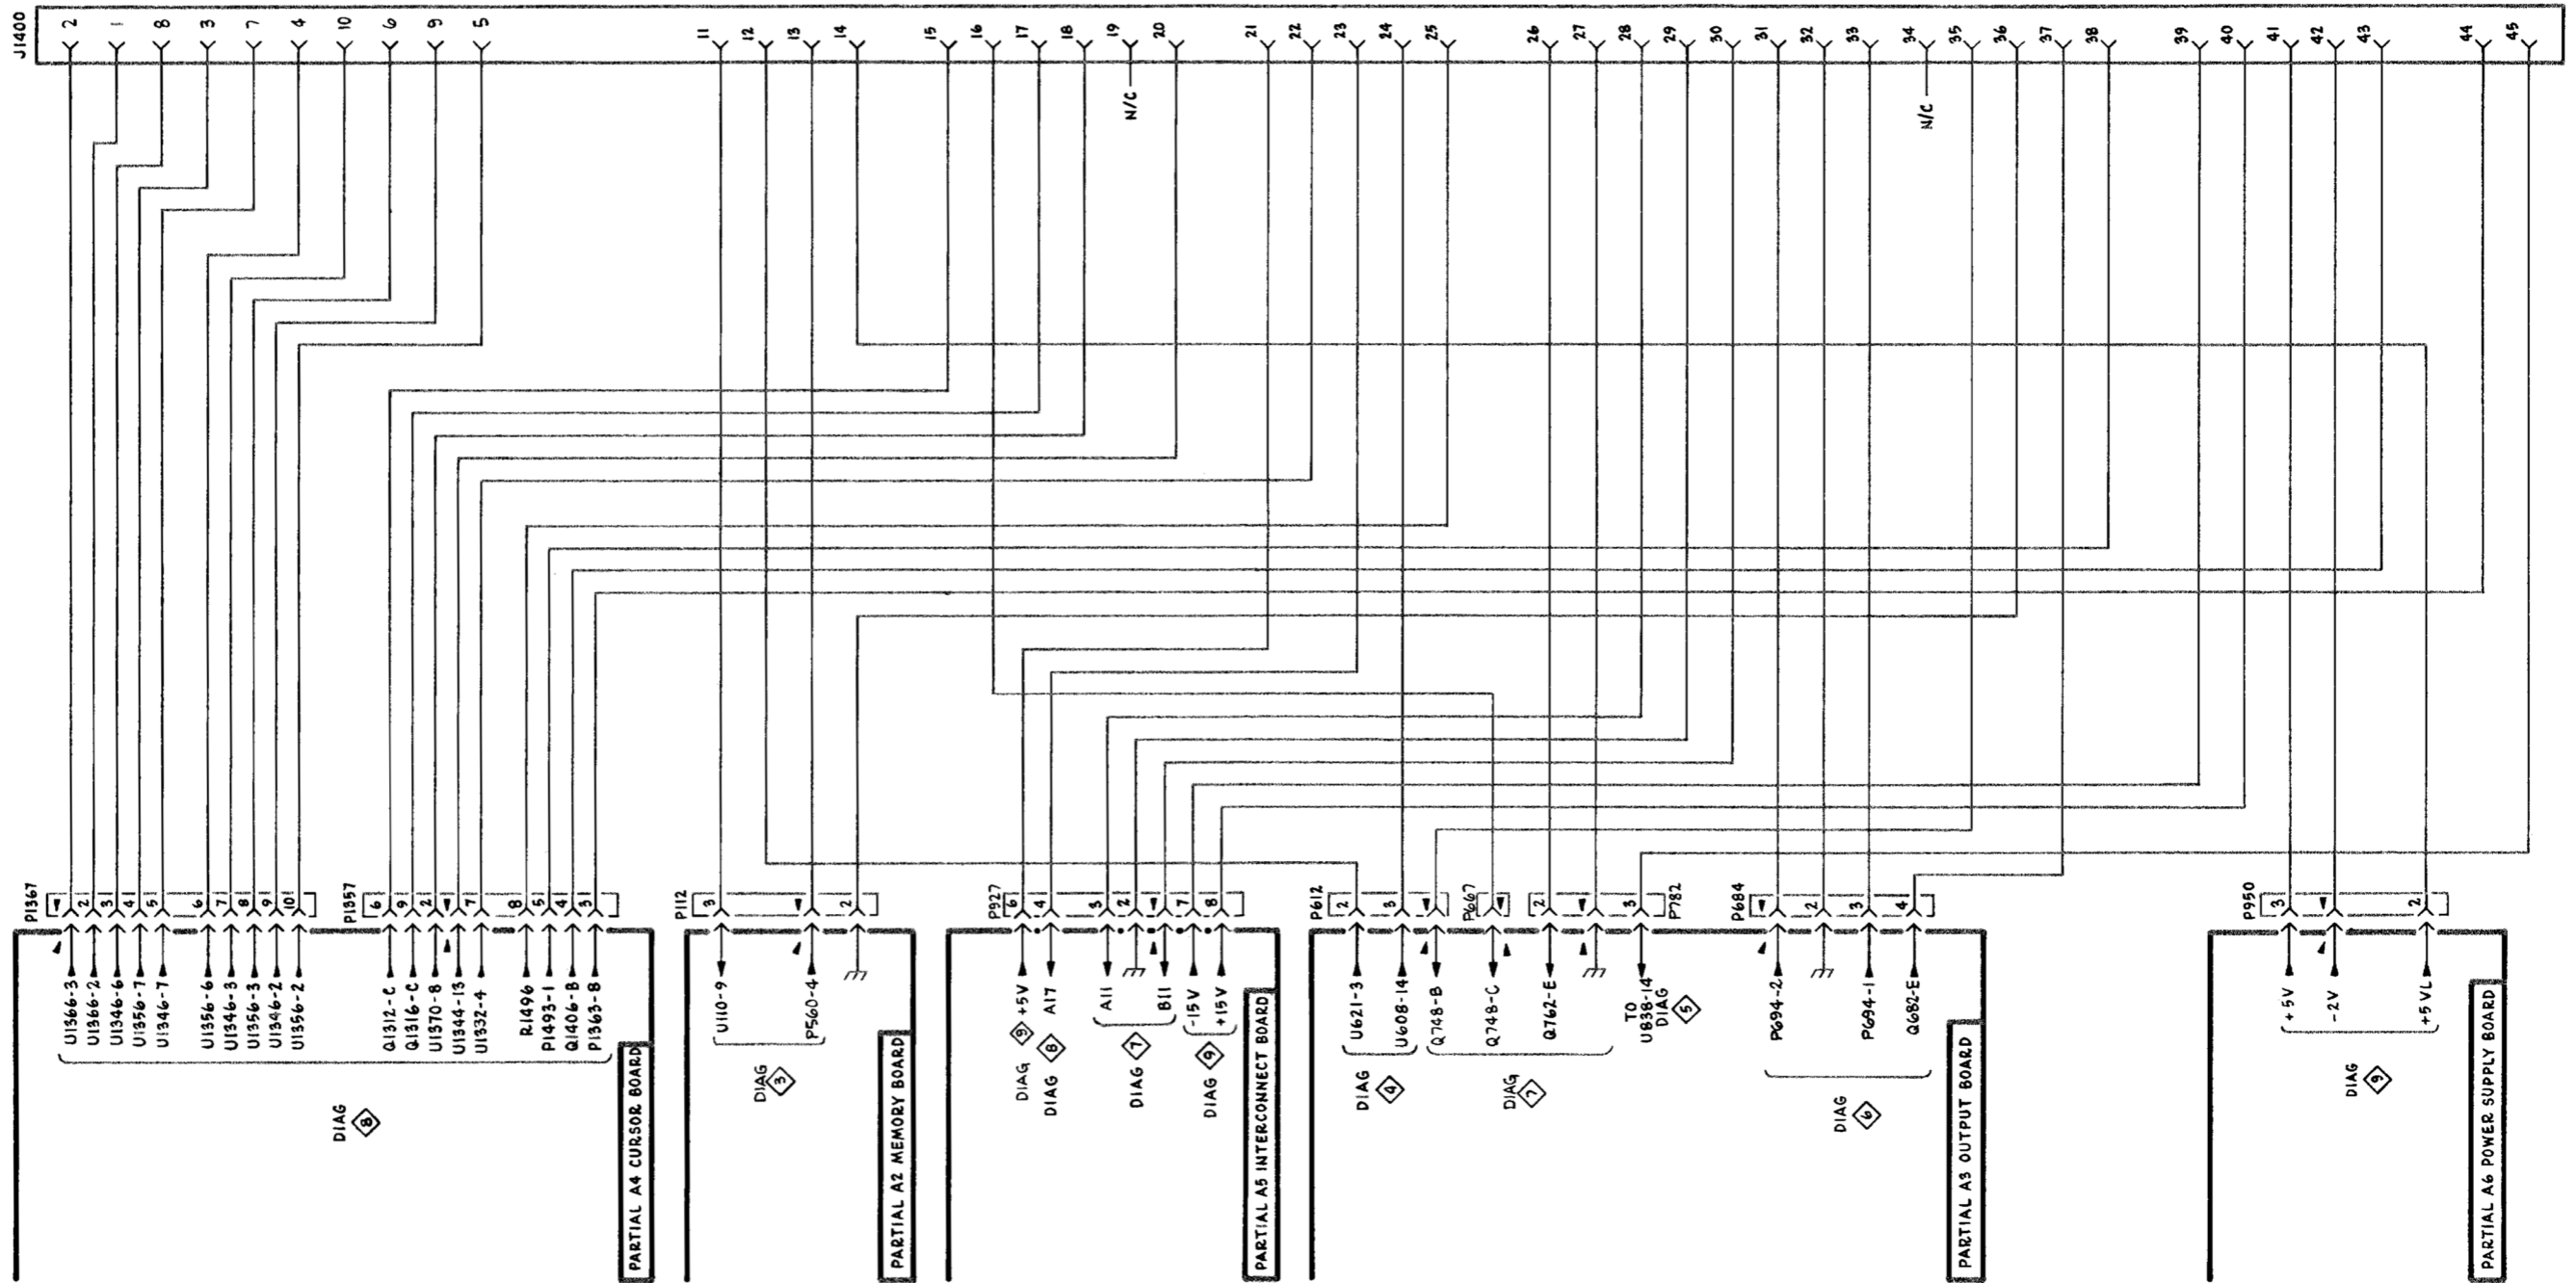 J1400
2
1
8
3
7
4
10
6
9
5
11
12
13
14
15
16
17
18
19
20
21
22
23
24
25
26
27
28
29
30
31
32
33
34
35
36
37
38
39
40
41
42
43
44
45
N/C
N/C
P1367
2
3
4
5
6
7
8
9
10
U1366-3
U1366-2
U1346-6
U1356-7
U1346-7
U1356-6
U1346-3
U1356-3
U1346-2
U1356-2
P1357
6
9
2
7
8
5
4
3
Q1312-C
Q1316-C
U1370-8
U1344-13
U1332-4
R1496
P1493-1
Q1406-B
P1363-8
DIAG 8
PARTIAL A4 CURSOR BOARD
P112
3
2
U110-9
P560-4
DIAG 3
PARTIAL A2 MEMORY BOARD
P927
6
4
3
2
7
8
DIAG 9 +5V
DIAG 8 A17
A11
B11
DIAG 7
-15V
+15V
DIAG 9
PARTIAL A5 INTERCONNECT BOARD
P612
2
3
U621-3
U608-14
DIAG 4
Q748-B
P667
Q748-C
2
Q762-E
DIAG 7
3
P782
TO
U838-14
DIAG 5
P684
2
3
4
P694-2
P694-1
Q682-E
DIAG 6
PARTIAL A3 OUTPUT BOARD
P950
3
2
+5V
-2V
+5VL
DIAG 9
PARTIAL A6 POWER SUPPLY BOARD